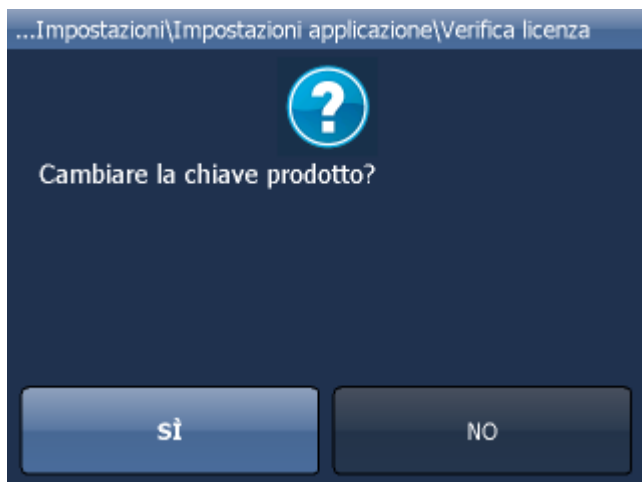 ...Impostazioni\Impostazioni applicazione\Verifica licenza
?
Cambiare la chiave prodotto?
SÌ
NO